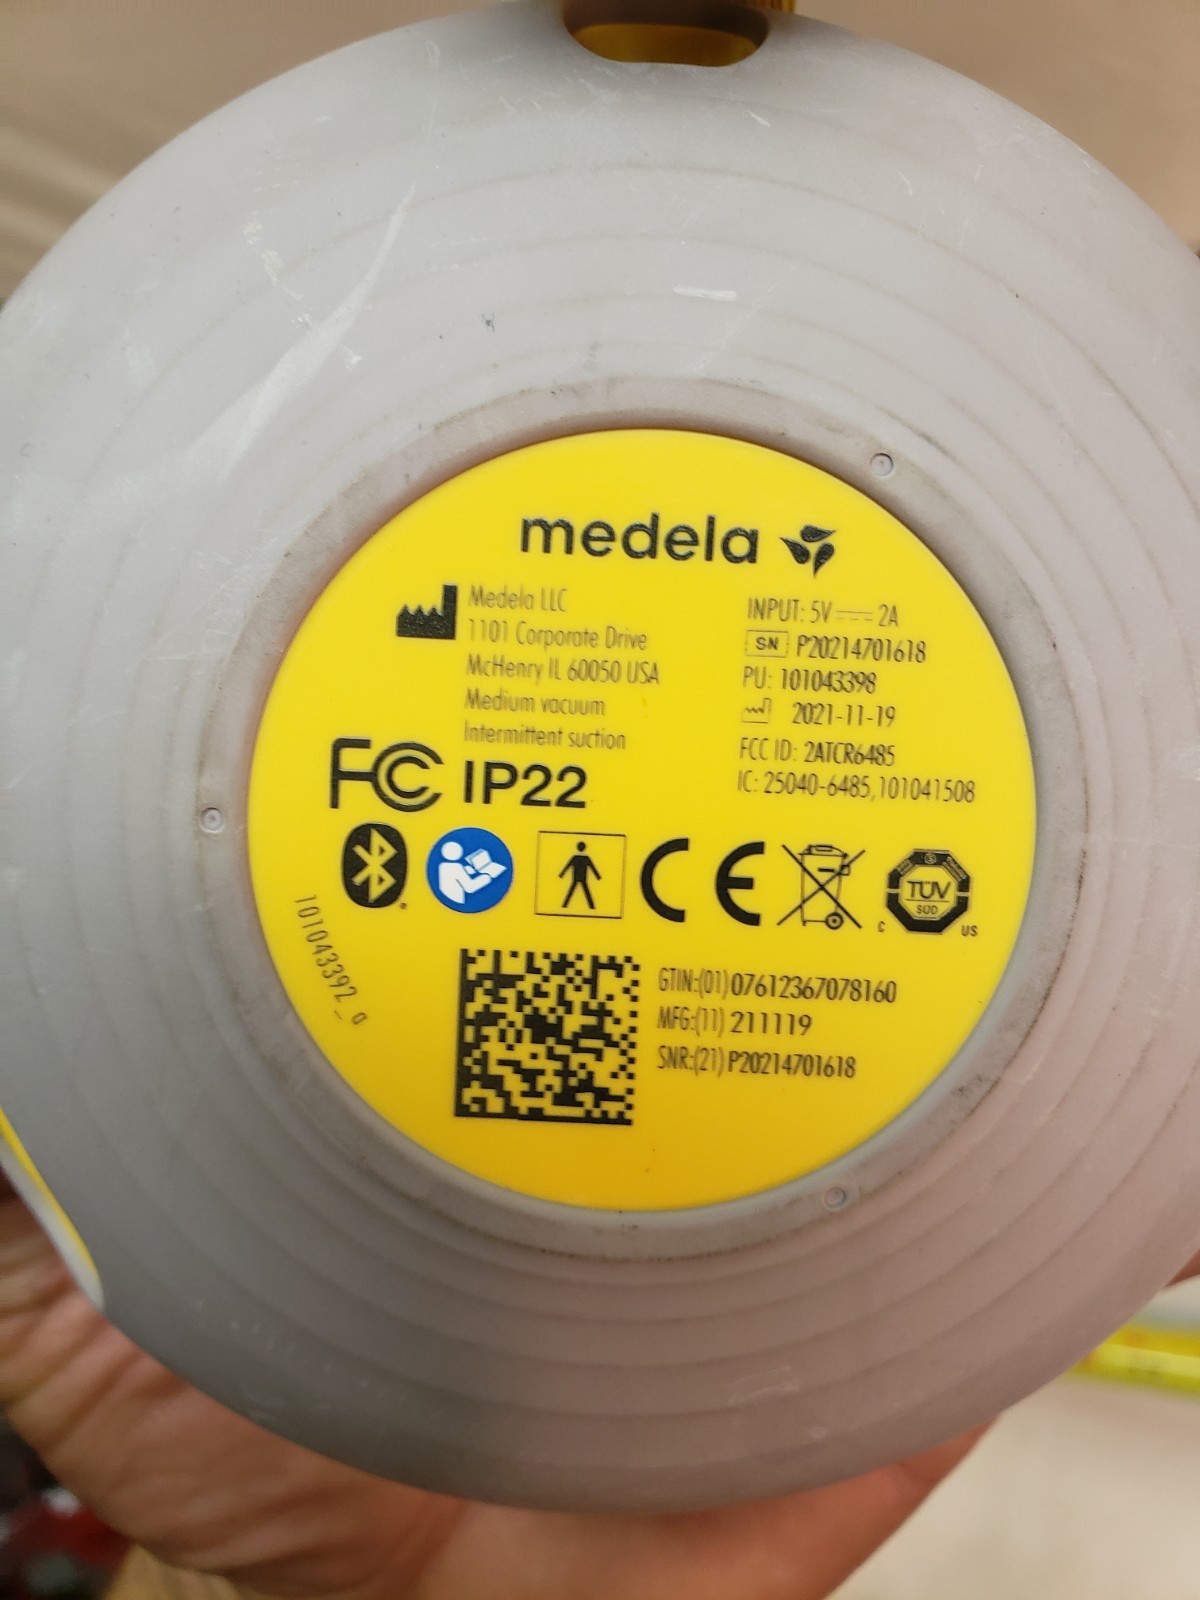 medela
Medela LLC
1101 Corporate Drive
McHenry IL 60050 USA
Medium vacuum
Intermittent suction
FC IP22
INPUT: 5V 2A
SN P20214701618
PU: 101043398
2021-11-19
FCC ID: 2ATCR6485
IC: 25040-6485,101041508
CE
C TÜV SÜD US
101043392_a
GTIN:(01)07612367078160
MFG:(11) 211119
SNR:(21) P20214701618